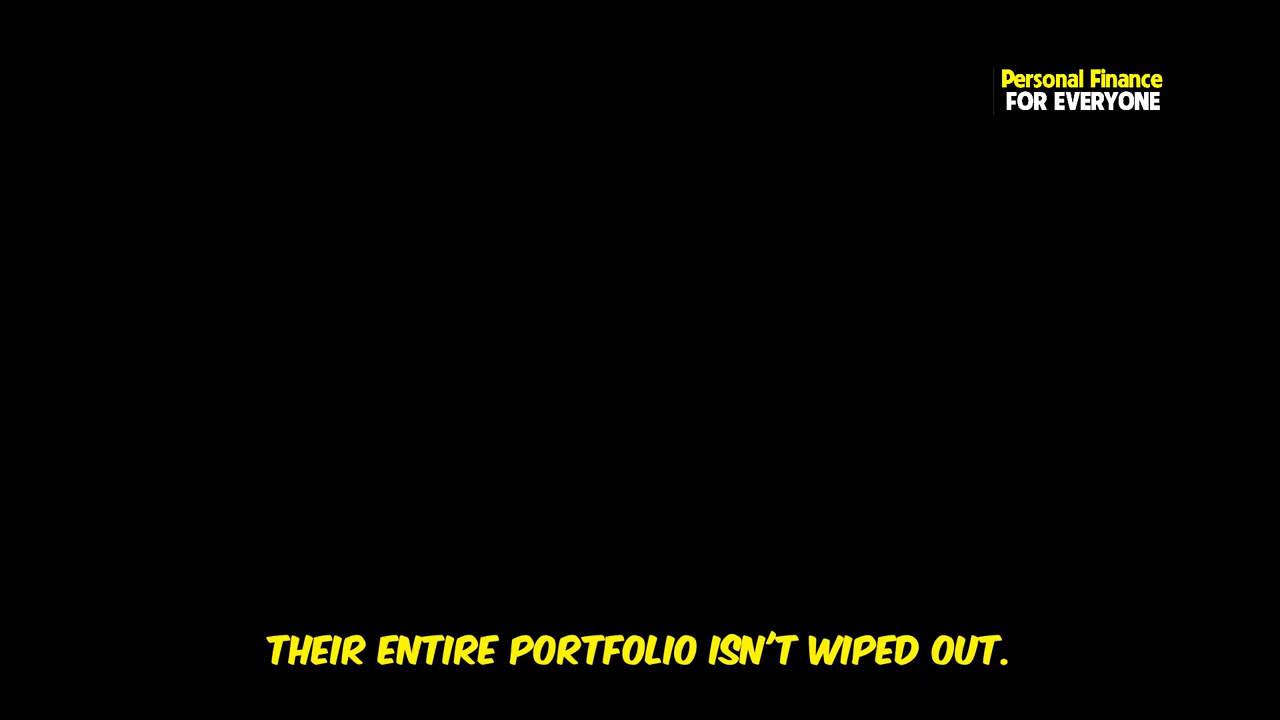 Personal Finance
FOR EVERYONE
THEIR ENTIRE PORTFOLIO ISN'T WIPED OUT.